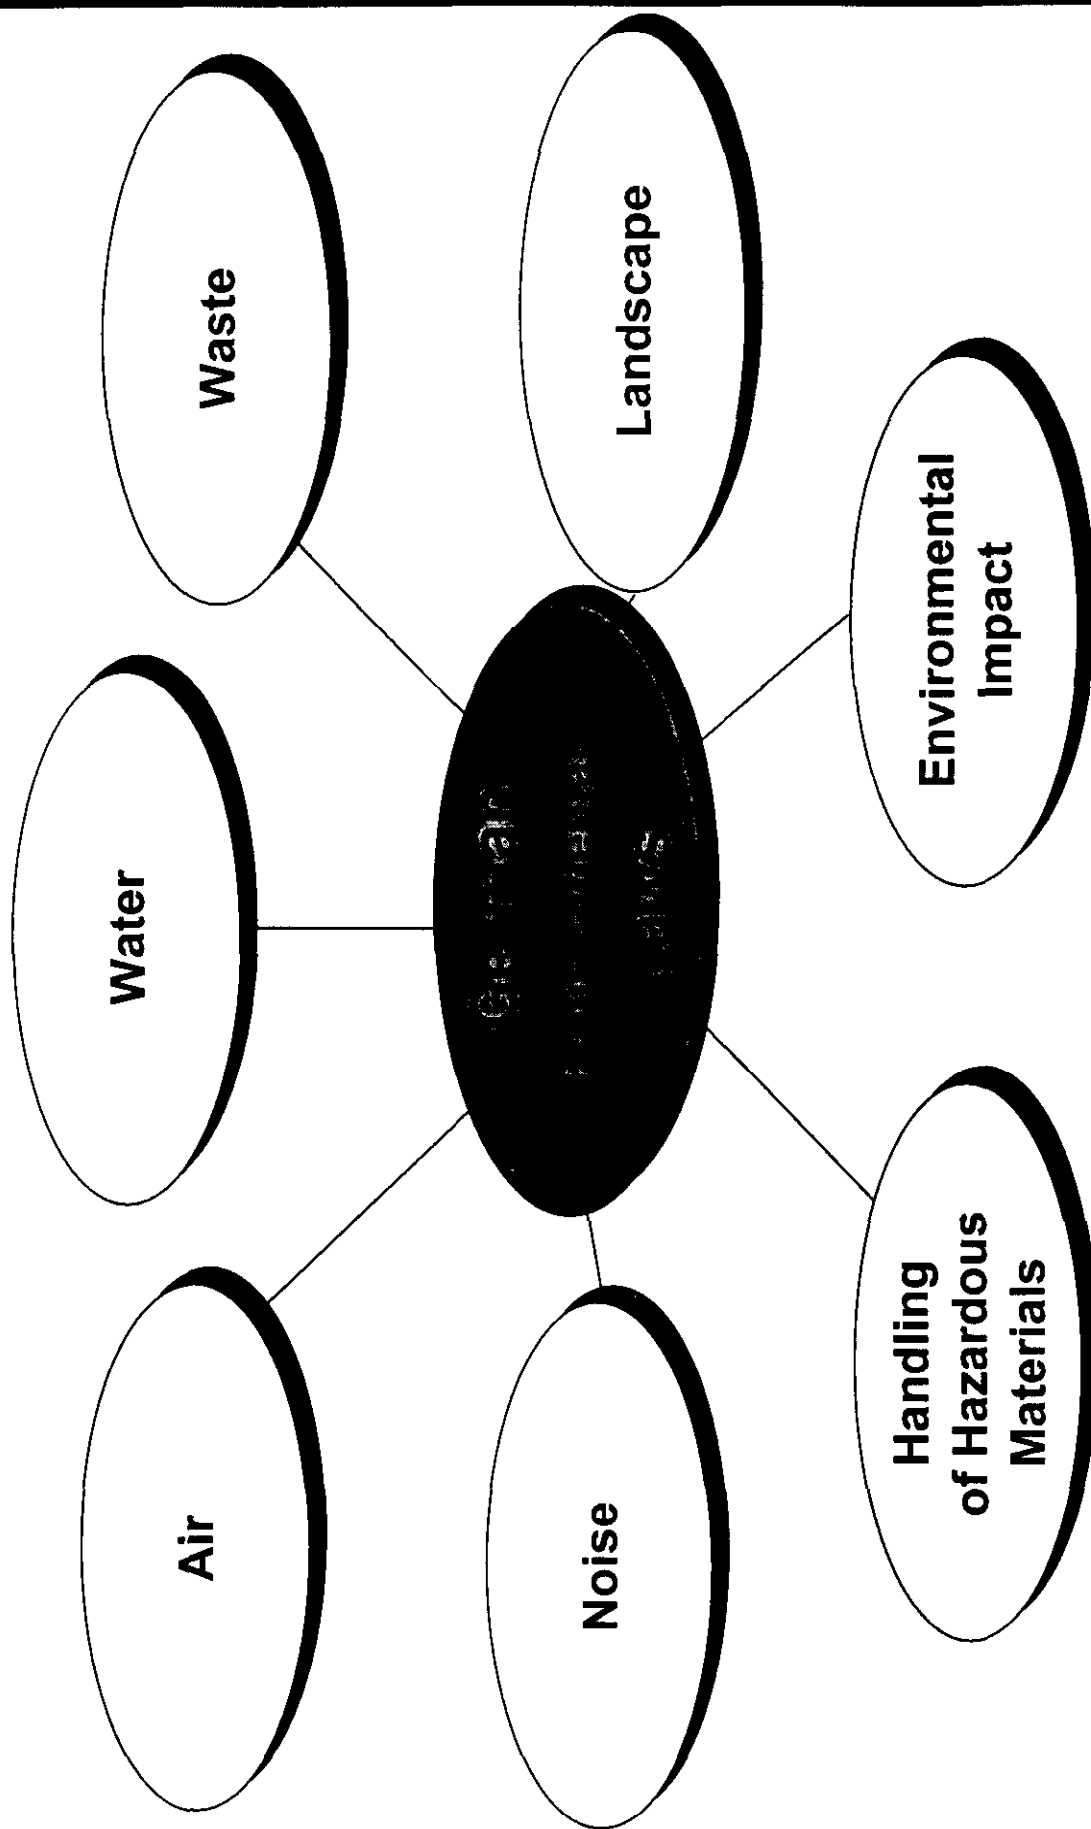 Water
Air
Waste
Noise
Landscape
Handling
of Hazardous
Materials
Environmental
Impact